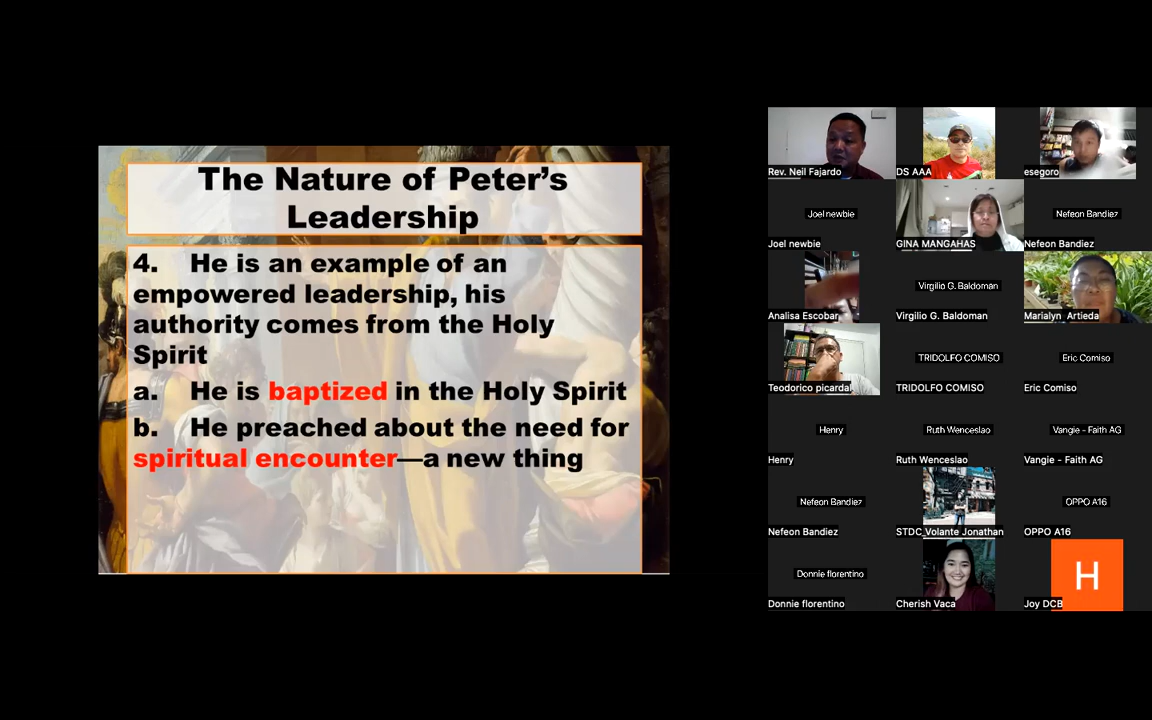 The Nature of Peter’s
Leadership
4. He is an example of an
empowered leadership, his
authority comes from the Holy
Spirit
a. He is baptized in the Holy Spirit
b. He preached about the need for
spiritual encounter—a new thing
Rev. Neil Fajardo
DS AAA
esegoro
Joel newbie
Joel newbie
GINA MANGAHAS
Nefeon Bandiez
Nefeon Bandiez
Analisa Escobar
Virgilio G. Baldoman
Virgilio G. Baldoman
Marialyn Artieda
Teodorico picardal
TRIDOLFO COMISO
TRIDOLFO COMISO
Eric Comiso
Eric Comiso
Henry
Henry
Ruth Wenceslao
Ruth Wenceslao
Vangie - Faith AG
Vangie - Faith AG
Nefeon Bandiez
Nefeon Bandiez
STDC_Volante Jonathan
OPPO A16
OPPO A16
Donnie florentino
Donnie florentino
Cherish Vaca
H
Joy DCB